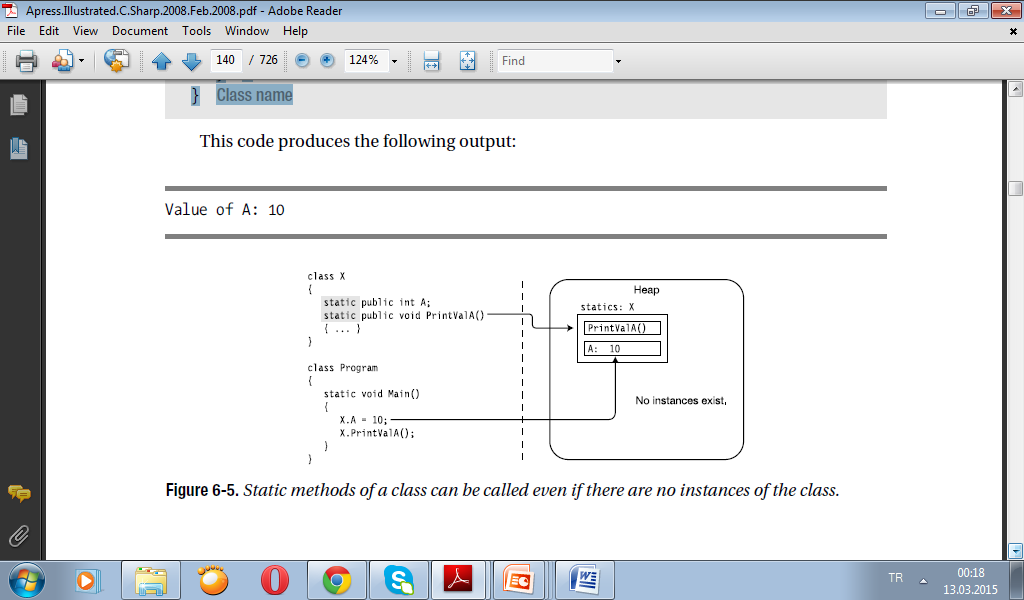 Apress.Illustrated.C.Sharp.2008.Feb.2008.pdf - Adobe Reader
File Edit View Document Tools Window Help
140 / 726 124% Find
} Class name
This code produces the following output:
Value of A: 10
class X
{
static public int A;
static public void PrintValA()
{ ... }
}
class Program
{
static void Main()
{
X.A = 10;
X.PrintValA();
}
}
Heap
statics: X
PrintValA()
A: 10
No instances exist,
Figure 6-5. Static methods of a class can be called even if there are no instances of the class.
TR
00:18
13.03.2015